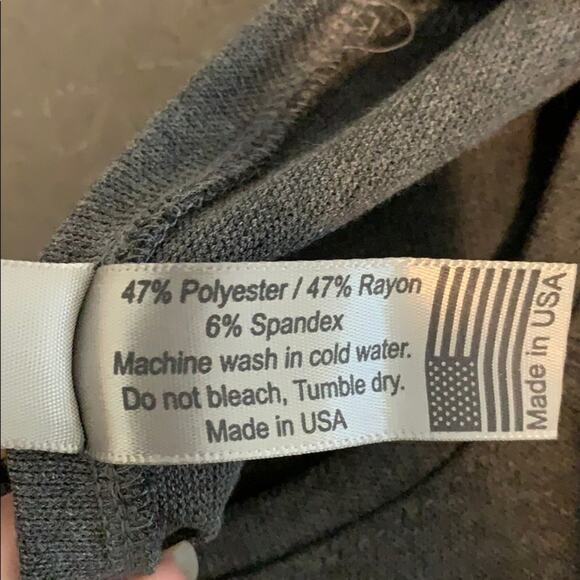 47% Polyester / 47% Rayon
6% Spandex
Machine wash in cold water.
Do not bleach, Tumble dry.
Made in USA
Made in USA